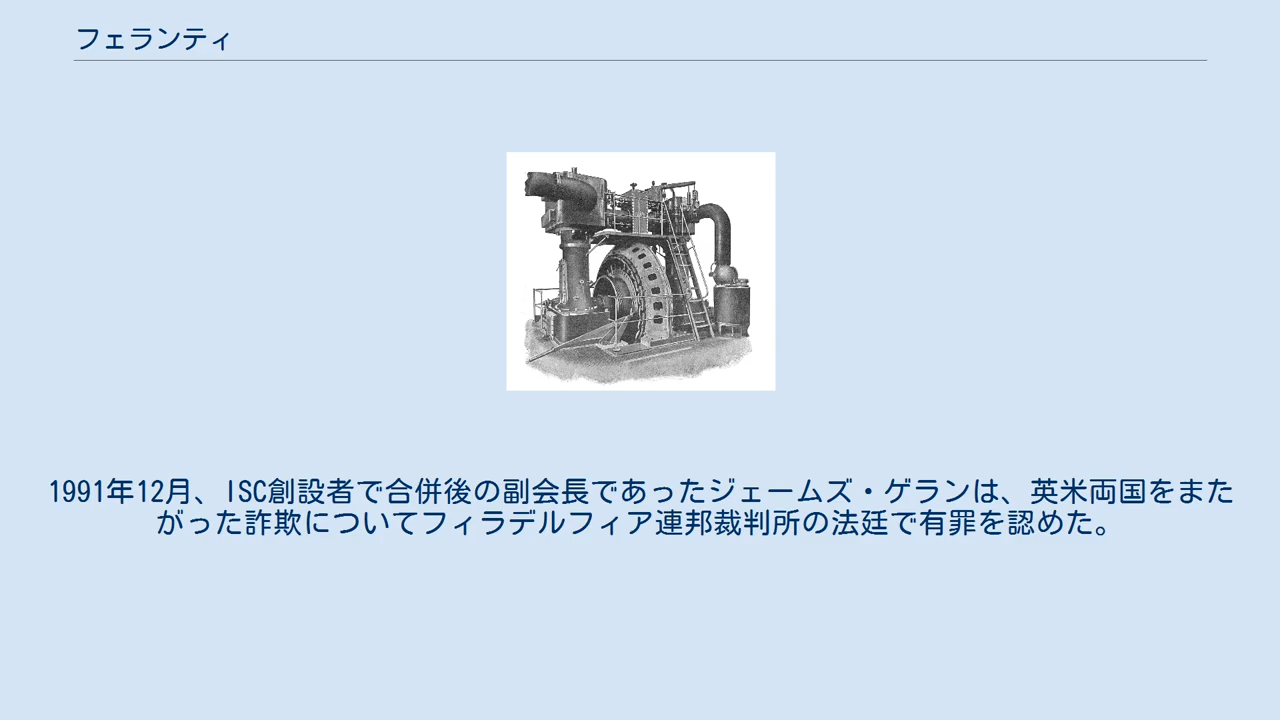 フェランティ
1991年12月、ISC創設者で合併後の副会長であったジェームズ・ゲランは、英米両国をまた
がった詐欺についてフィラデルフィア連邦裁判所の法廷で有罪を認めた。